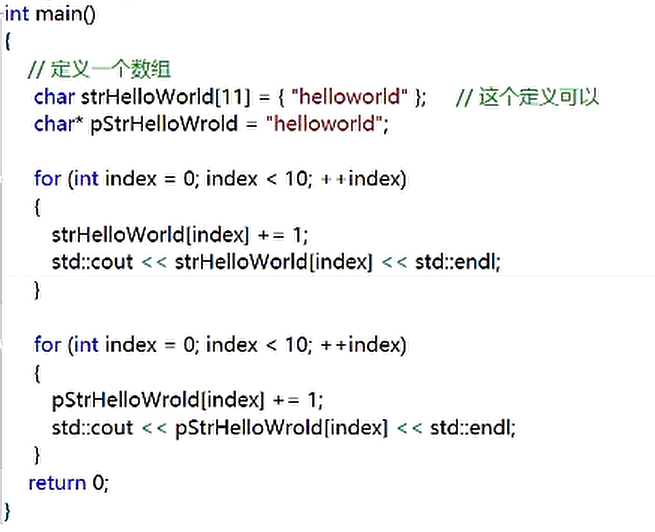 int main()
{
// 定义一个数组
char strHelloWorld[11] = { "helloworld" }; // 这个定义可以
char* pStrHelloWrold = "helloworld";
for (int index = 0; index < 10; ++index)
{
strHelloWorld[index] += 1;
std::cout << strHelloWorld[index] << std::endl;
}
for (int index = 0; index < 10; ++index)
{
pStrHelloWrold[index] += 1;
std::cout << pStrHelloWrold[index] << std::endl;
}
return 0;
}